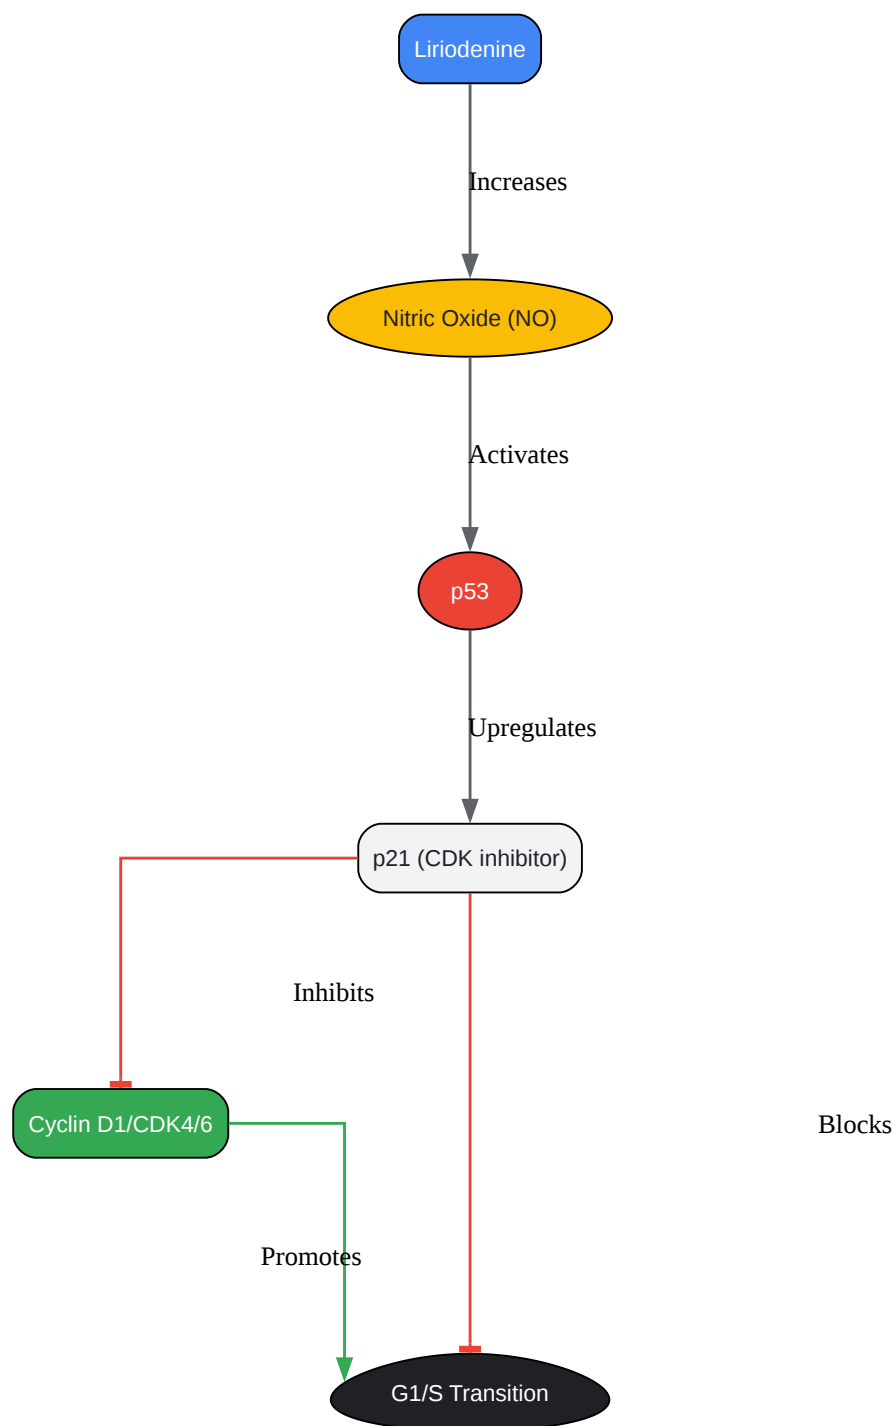 Liriodenine
Increases
Nitric Oxide (NO)
Activates
p53
Upregulates
p21 (CDK inhibitor)
Inhibits
Cyclin D1/CDK4/6
Blocks
Promotes
G1/S Transition